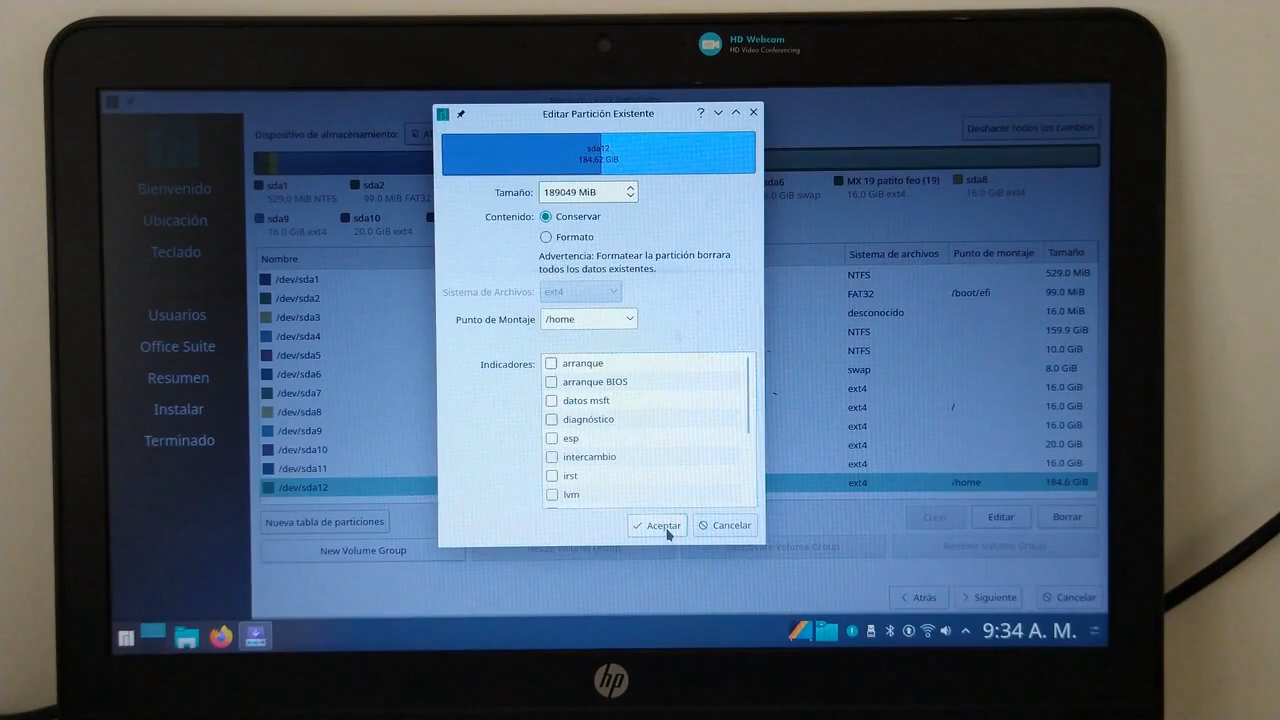 HD Webcam
HD Video Conferencing
Editar Partición Existente
Dispositivo de almacenamiento:
Deshacer todos los cambios
sda12
184.62 GiB
sda1
529.0 MiB NTFS
sda2
99.0 MiB FAT32
sda6
8.0 GiB swap
MX 19 patito feo (19)
16.0 GiB ext4
sda8
16.0 GiB ext4
sda9
16.0 GiB ext4
sda10
20.0 GiB ext4
Bienvenido
Ubicación
Teclado
Usuarios
Office Suite
Resumen
Instalar
Terminado
Tamaño:
189049 MiB
Contenido:
Conservar
Formato
Advertencia: Formatear la partición borrara
todos los datos existentes.
Sistema de Archivos:
ext4
Punto de Montaje
/home
Indicadores:
arranque
arranque BIOS
datos msft
diagnóstico
esp
intercambio
irst
lvm
Aceptar
Cancelar
Nombre
Sistema de archivos
Punto de montaje
Tamaño
/dev/sda1
NTFS
529.0 MiB
/dev/sda2
FAT32
/boot/efi
99.0 MiB
/dev/sda3
desconocido
16.0 MiB
/dev/sda4
NTFS
159.9 GiB
/dev/sda5
NTFS
10.0 GiB
/dev/sda6
swap
8.0 GiB
/dev/sda7
ext4
16.0 GiB
/dev/sda8
ext4
/
16.0 GiB
/dev/sda9
ext4
16.0 GiB
/dev/sda10
ext4
20.0 GiB
/dev/sda11
ext4
16.0 GiB
/dev/sda12
ext4
/home
184.6 GiB
Nueva tabla de particiones
Crear
Editar
Borrar
New Volume Group
Resize Volume Group
Deactivate Volume Group
Remove Volume Group
Atrás
Siguiente
Cancelar
9:34 A. M.
hp